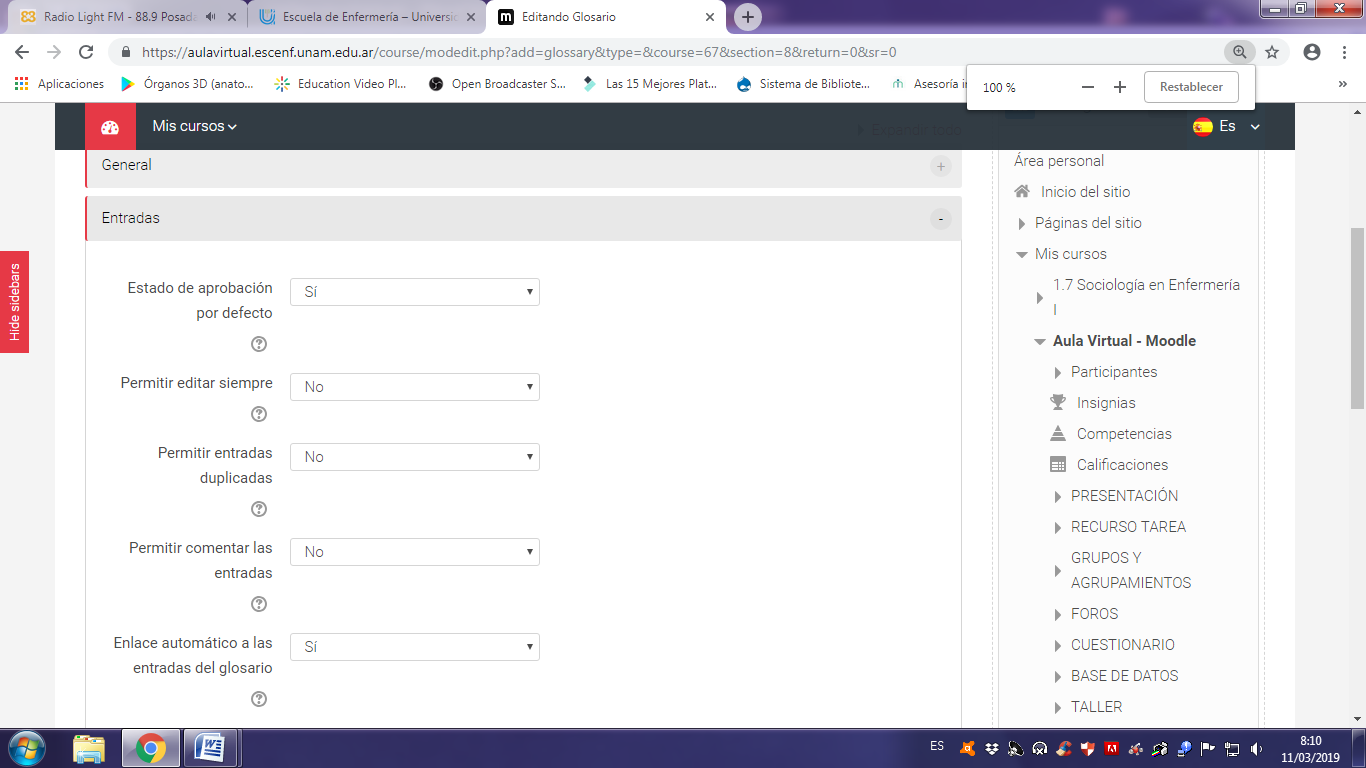 Radio Light FM - 88.9 Posada
Escuela de Enfermería – Universid
Editando Glosario
https://aulavirtual.escenf.unam.edu.ar/course/modedit.php?add=glossary&type=&course=67&section=8&return=0&sr=0
Aplicaciones
Órganos 3D (anato...
Education Video Pl...
Open Broadcaster S...
Las 15 Mejores Plat...
Sistema de Bibliote...
Asesoría i
»
100 %
Restablecer
Mis cursos
Expandir todo
Es
General
Entradas
Estado de aprobación
por defecto
Sí
Permitir editar siempre
No
Permitir entradas
duplicadas
No
Permitir comentar las
entradas
No
Enlace automático a las
entradas del glosario
Sí
Hide sidebars
Área personal
Inicio del sitio
Páginas del sitio
Mis cursos
1.7 Sociología en Enfermería
I
Aula Virtual - Moodle
Participantes
Insignias
Competencias
Calificaciones
PRESENTACIÓN
RECURSO TAREA
GRUPOS Y
AGRUPAMIENTOS
FOROS
CUESTIONARIO
BASE DE DATOS
TALLER
ES
8:10
11/03/2019